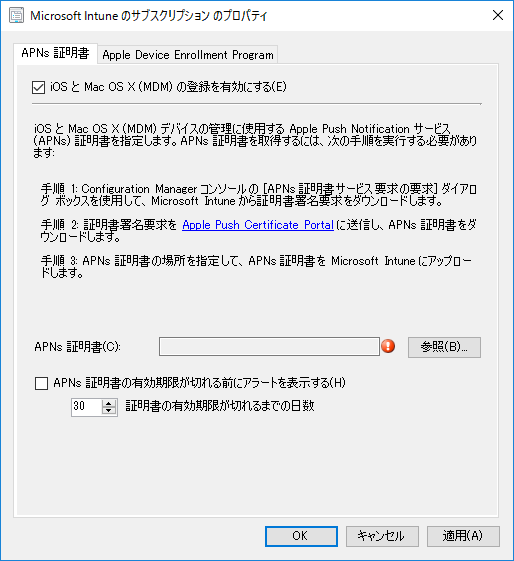 Microsoft Intune のサブスクリプション のプロパティ
APNs 証明書
Apple Device Enrollment Program
iOS と Mac OS X (MDM) の登録を有効にする(E)
iOS と Mac OS X (MDM) デバイスの管理に使用する Apple Push Notification サービス
(APNs) 証明書を指定します。APNs 証明書を取得するには、次の手順を実行する必要があり
ます:
手順 1: Configuration Manager コンソールの [APNs 証明書サービス要求の要求] ダイアロ
グ ボックスを使用して、Microsoft Intune から証明書署名要求をダウンロードします。
手順 2: 証明書署名要求を Apple Push Certificate Portal に送信し、APNs 証明書をダ
ウンロードします。
手順 3: APNs 証明書の場所を指定して、APNs 証明書を Microsoft Intune にアップロー
ドします。
APNs 証明書(C):
参照(B)...
APNs 証明書の有効期限が切れる前にアラートを表示する(H)
30
証明書の有効期限が切れるまでの日数
OK
キャンセル
適用(A)